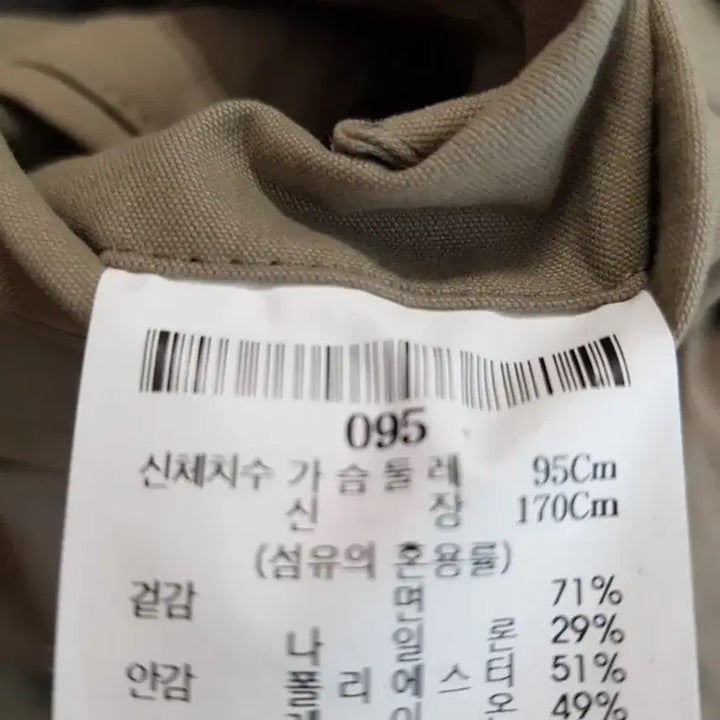 095
신체치수 가슴둘레 95Cm
신장 170Cm
(섬유의 혼용률)
겉감 면 71%
나일론 29%
안감 폴리에스터 51%
49%